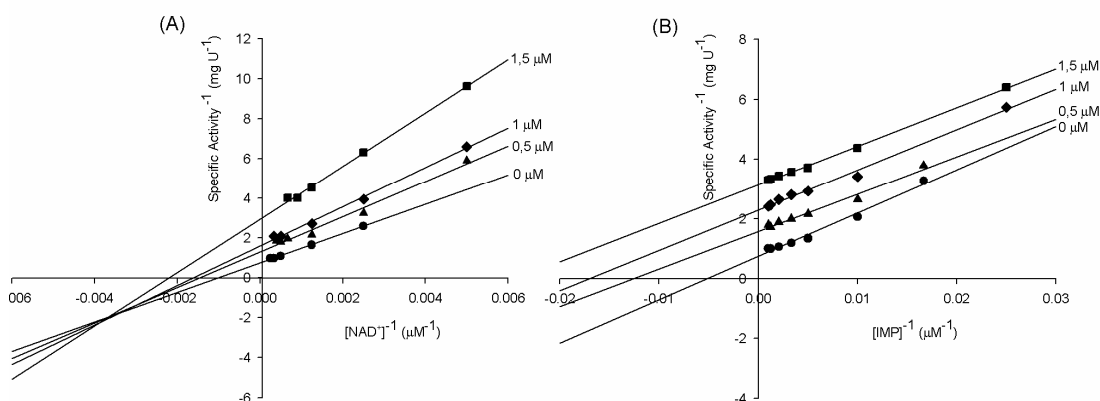 (A)
Specific Activity⁻¹ (mg U⁻¹)
12
10
8
6
4
2
0
-2
-4
-6
006
-0.004
-0.002
0.000
0.002
0.004
0.006
[NAD⁺]⁻¹ (µM⁻¹)
1,5 µM
1 µM
0,5 µM
0 µM
(B)
Specific Activity⁻¹ (mg U⁻¹)
8
6
4
2
0
-2
-4
-0.02
-0.01
0.00
0.01
0.02
0.03
[IMP]⁻¹ (µM⁻¹)
1,5 µM
1 µM
0,5 µM
0 µM